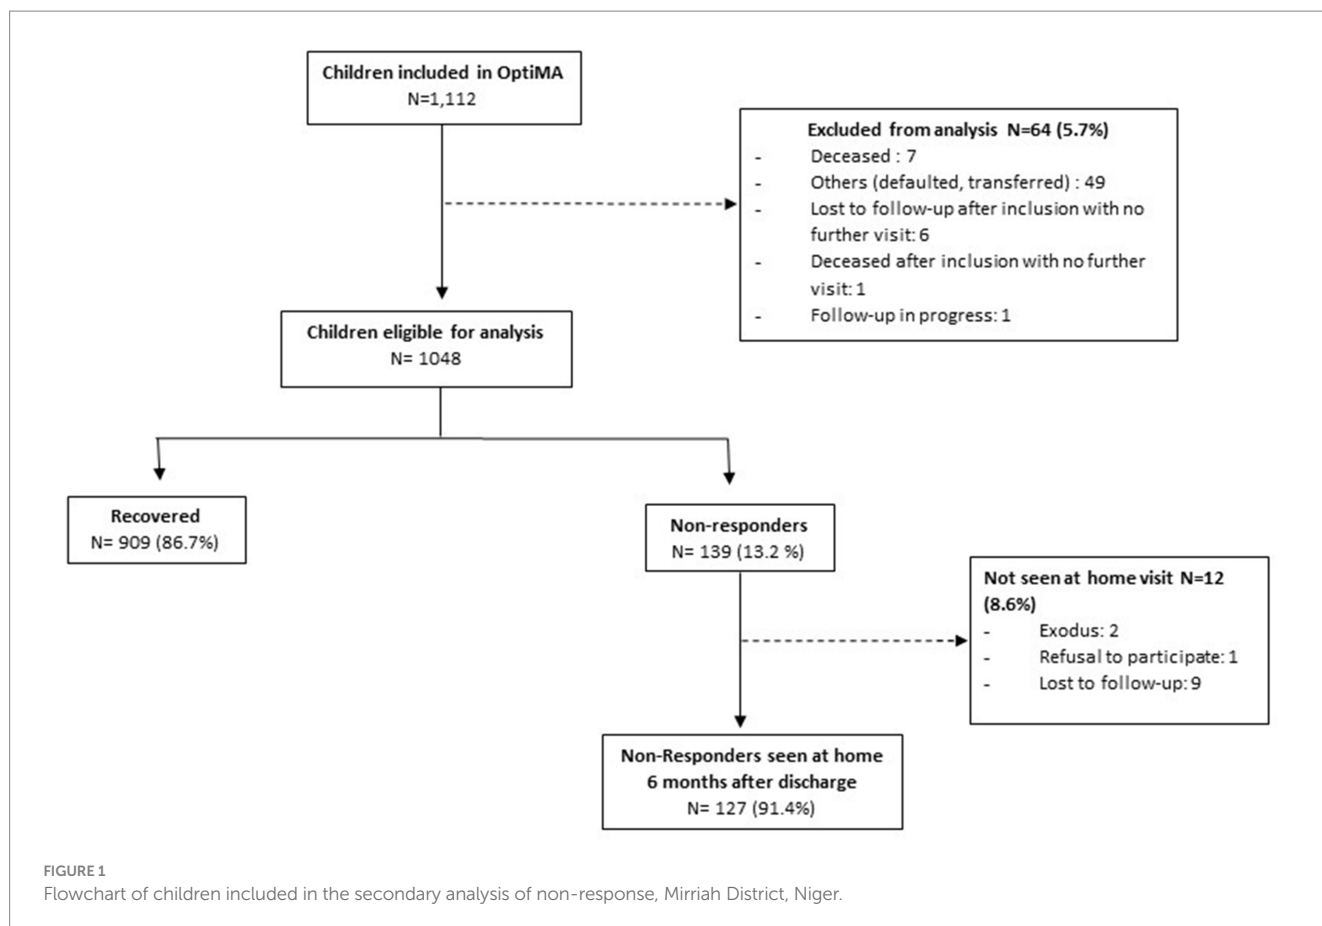 Children included in OptiMA
N=1,112
Excluded from analysis N=64 (5.7%)
- Deceased : 7
- Others (defaulted, transferred) : 49
- Lost to follow-up after inclusion with no
further visit: 6
- Deceased after inclusion with no further
visit: 1
- Follow-up in progress: 1
Children eligible for analysis
N= 1048
Recovered
N= 909 (86.7%)
Non-responders
N= 139 (13.2 %)
Not seen at home visit N=12
(8.6%)
- Exodus: 2
- Refusal to participate: 1
- Lost to follow-up: 9
Non-Responders seen at home
6 months after discharge
N= 127 (91.4%)
FIGURE 1
Flowchart of children included in the secondary analysis of non-response, Mirriah District, Niger.